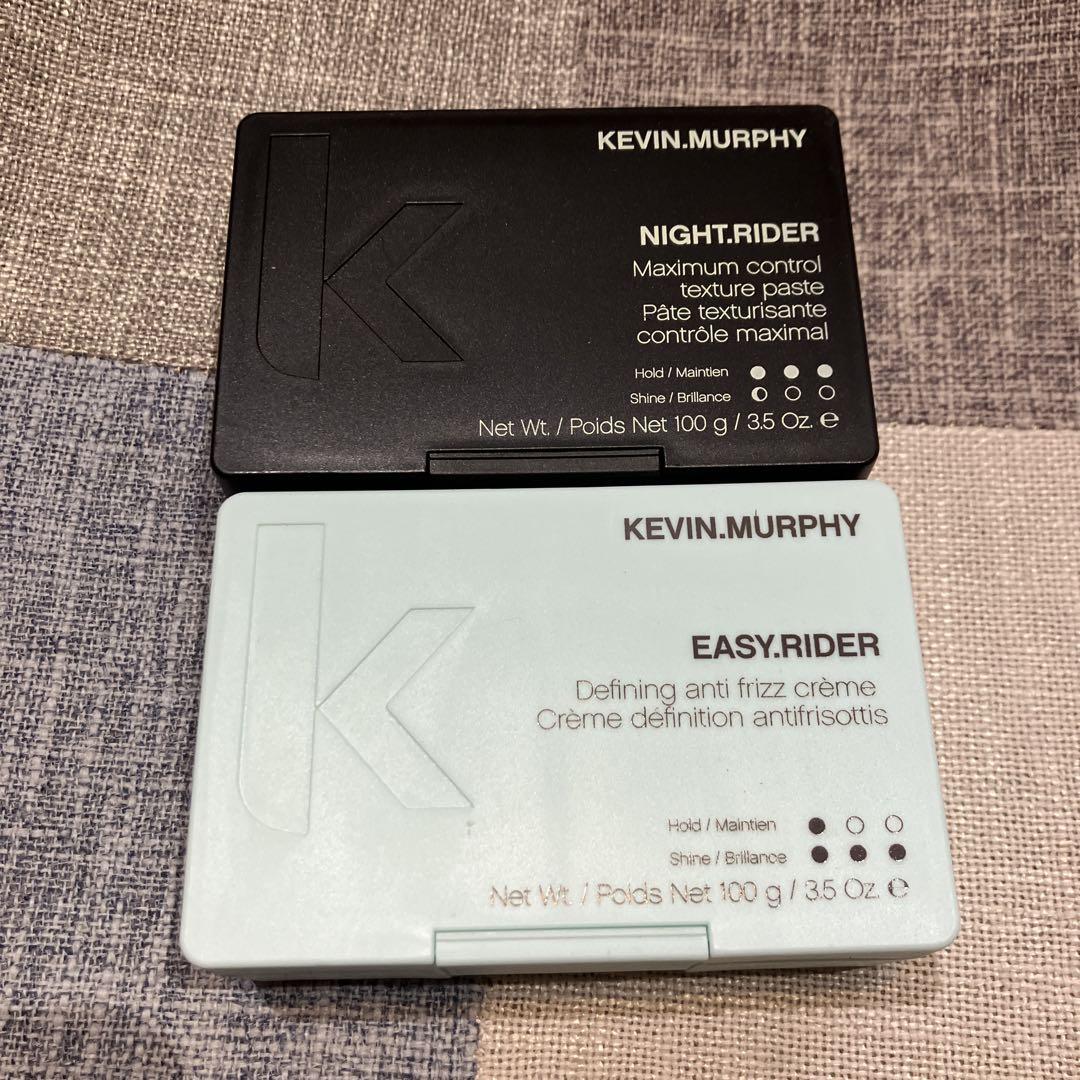 KEVIN.MURPHY
NIGHT.RIDER
Maximum control
texture paste
Pâte texturisante
contrôle maximal
Hold / Maintien
Shine / Brillance
Net Wt. / Poids Net 100 g / 3.5 Oz. ℮
KEVIN.MURPHY
EASY.RIDER
Defining anti frizz crème
Crème définition antifrisottis
Hold / Maintien
Shine / Brillance
Net Wt. / Poids Net 100 g / 3.5 Oz. ℮